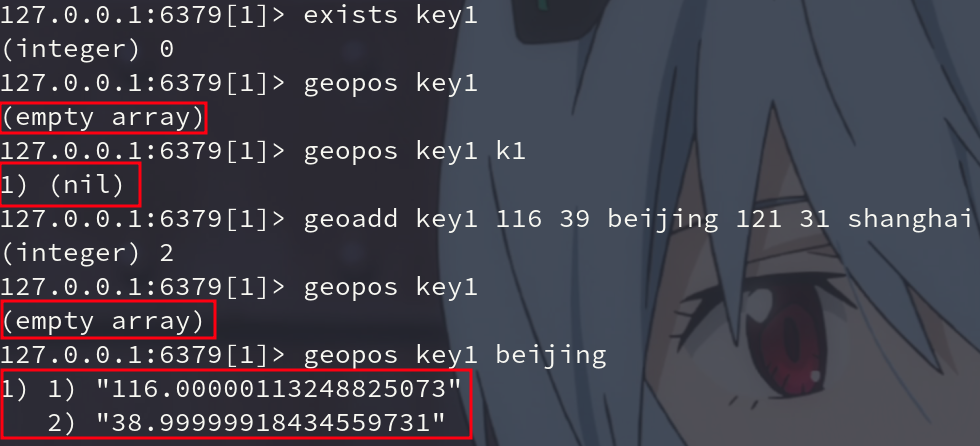 127.0.0.1:6379[1]> exists key1
(integer) 0
127.0.0.1:6379[1]> geopos key1
(empty array)
127.0.0.1:6379[1]> geopos key1 k1
1) (nil)
127.0.0.1:6379[1]> geoadd key1 116 39 beijing 121 31 shanghai
(integer) 2
127.0.0.1:6379[1]> geopos key1
(empty array)
127.0.0.1:6379[1]> geopos key1 beijing
1) 1) "116.00000113248825073"
   2) "38.99999918434559731"